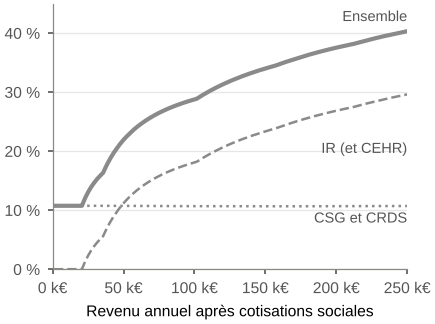 Ensemble
40 %
30 %
IR (et CEHR)
20 %
10 %
CSG et CRDS
0 %
0 k€ 50 k€ 100 k€ 150 k€ 200 k€ 250 k€
Revenu annuel après cotisations sociales